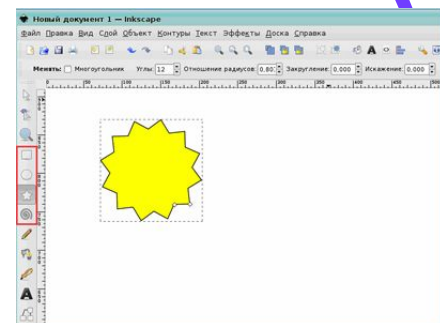 Новый документ 1 — Inkscape
Файл Правка Вид Слой Объект Контуры Текст Эффекты Доска Справка
Менять: Многоугольник Углы: 12 Отношение радиусов: 0.80 Закругление: 0.000 Искажение: 0.000